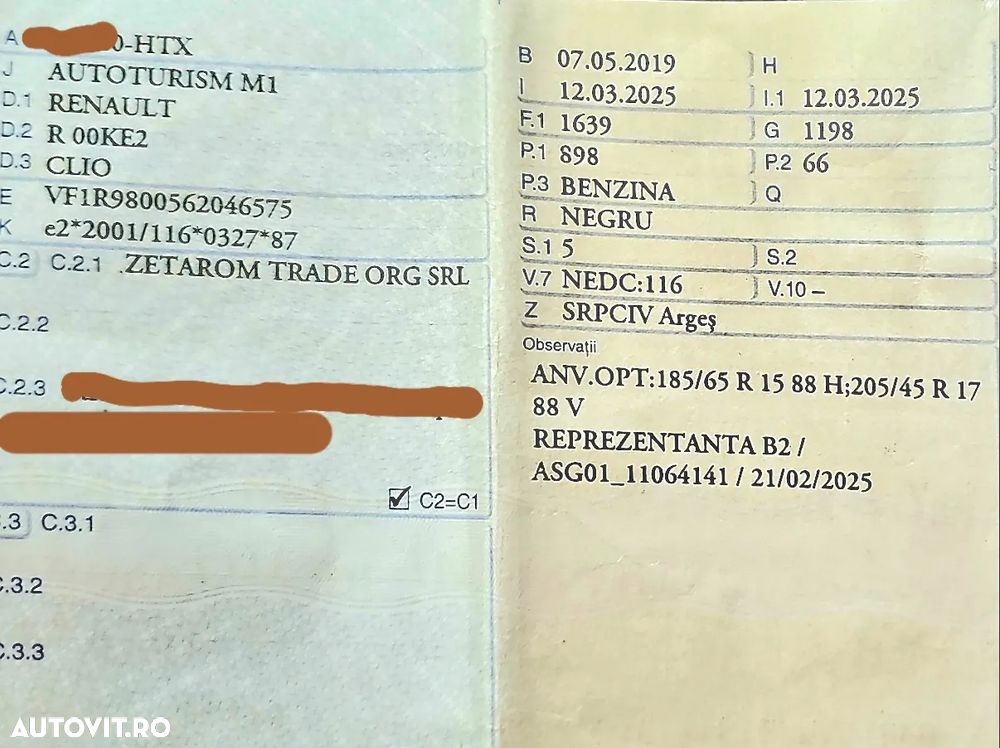 A 0-HTX
J AUTOTURISM M1
D.1 RENAULT
D.2 R 00KE2
D.3 CLIO
E VF1R9800562046575
K e2*2001/116*0327*87
C.2 C.2.1 .ZETAROM TRADE ORG SRL
C.2.2
C.2.3
C2=C1
.3 C.3.1
C.3.2
C.3.3
B 07.05.2019 H
I 12.03.2025 I.1 12.03.2025
F.1 1639 G 1198
P.1 898 P.2 66
P.3 BENZINA Q
R NEGRU
S.1 5 S.2
V.7 NEDC:116 V.10 –
Z SRPCIV Argeş
Observaţii
ANV.OPT:185/65 R 15 88 H;205/45 R 17
88 V
REPREZENTANTA B2 /
ASG01_11064141 / 21/02/2025
AUTOVIT.RO